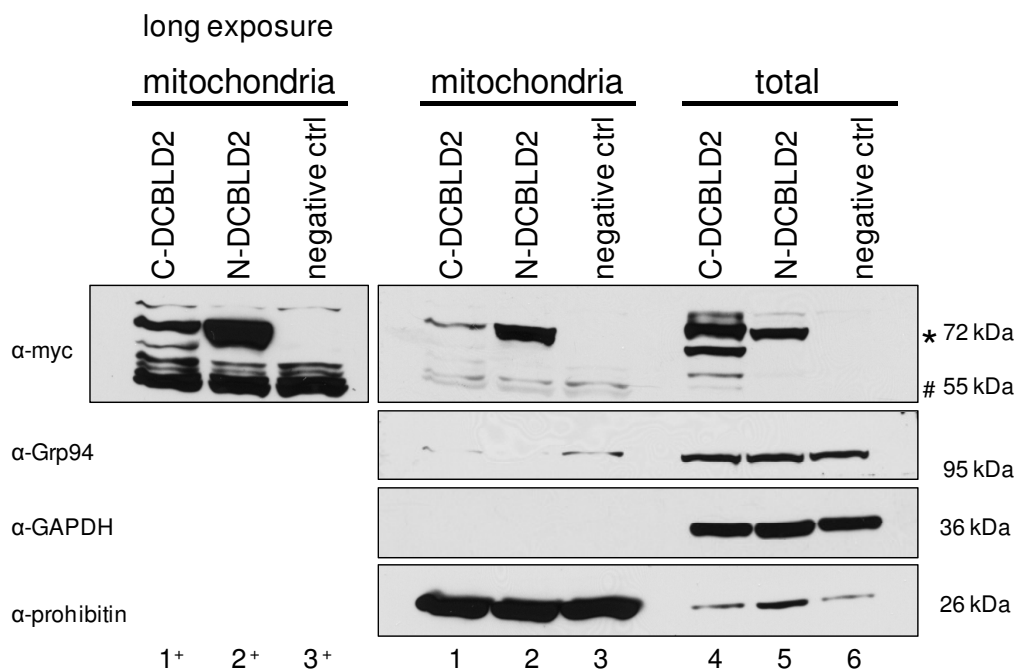 long exposure
mitochondria mitochondria total
C-DCBLD2 N-DCBLD2 negative ctrl C-DCBLD2 N-DCBLD2 negative ctrl C-DCBLD2 N-DCBLD2 negative ctrl
α-myc * 72 kDa
# 55 kDa
α-Grp94 95 kDa
α-GAPDH 36 kDa
α-prohibitin 26 kDa
1+ 2+ 3+ 1 2 3 4 5 6